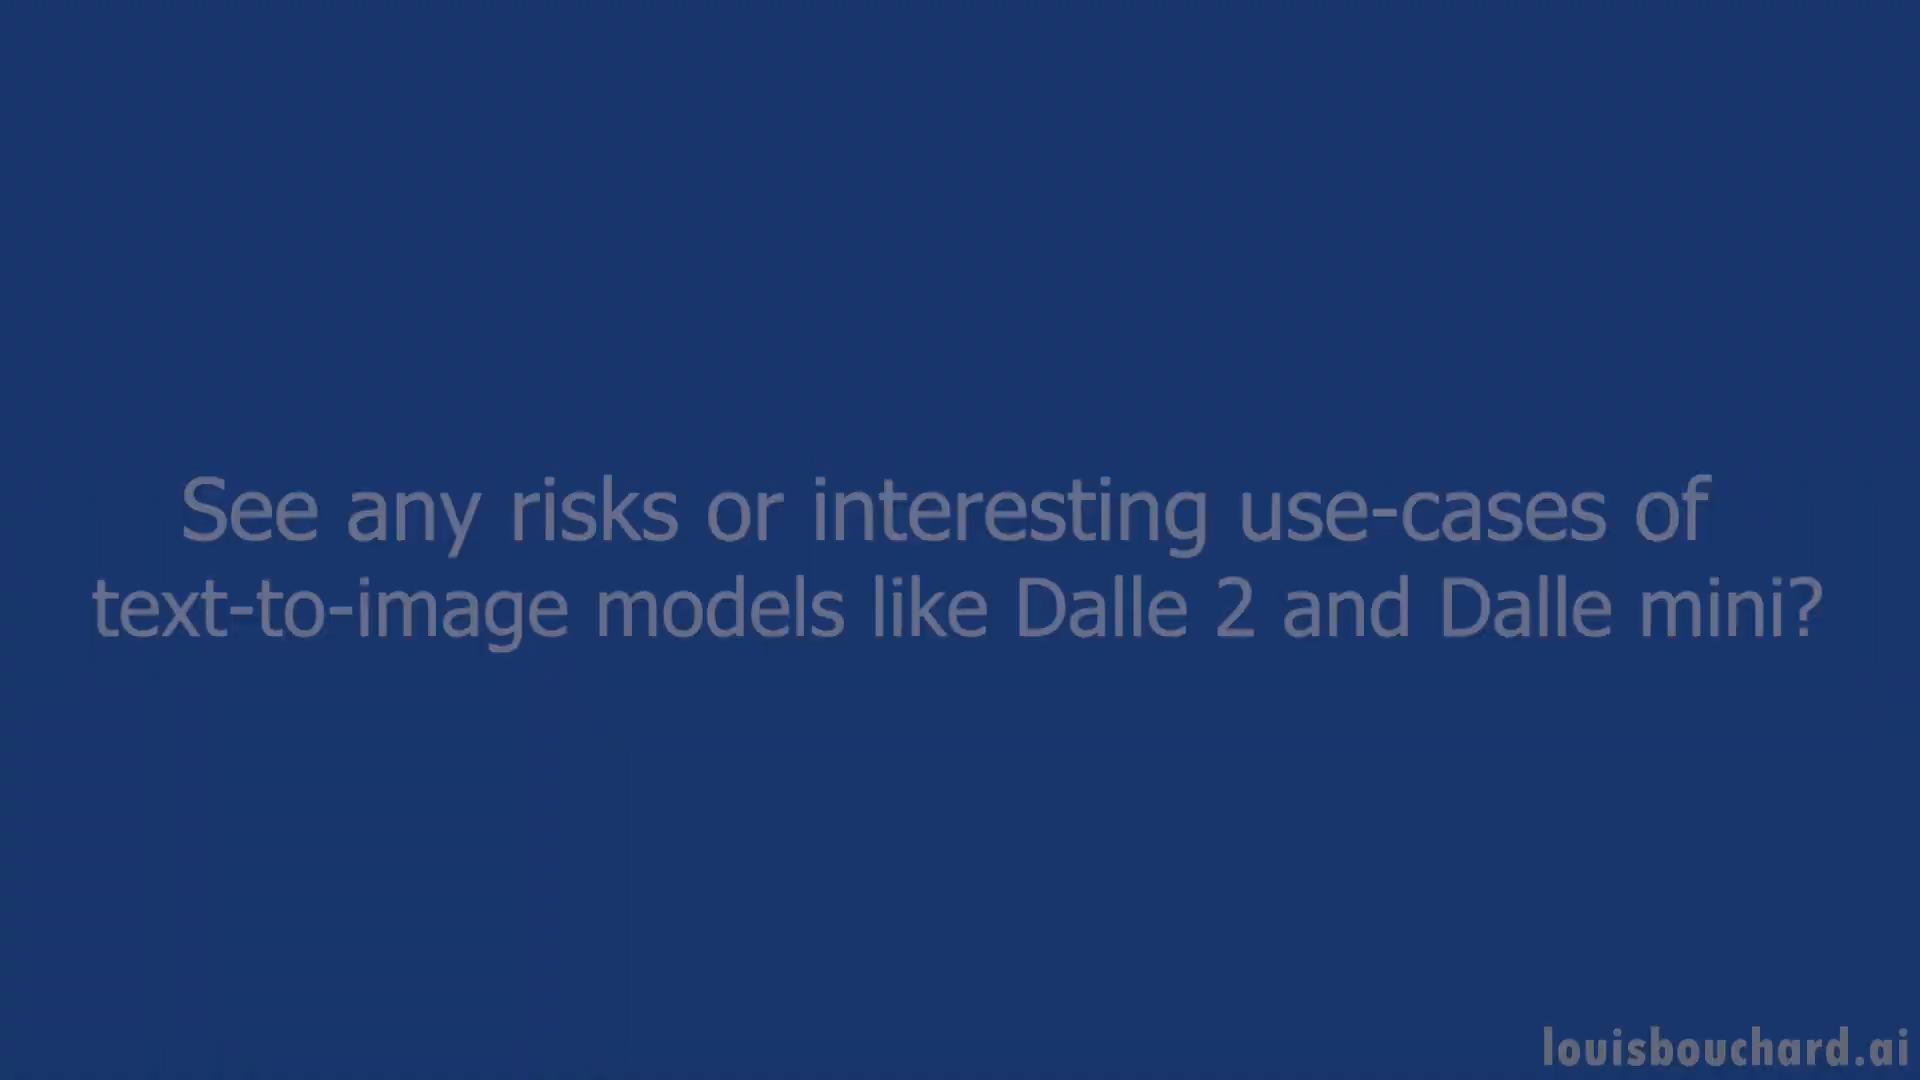 See any risks or interesting use-cases of
text-to-image models like Dalle 2 and Dalle mini?
louisbouchard.ai